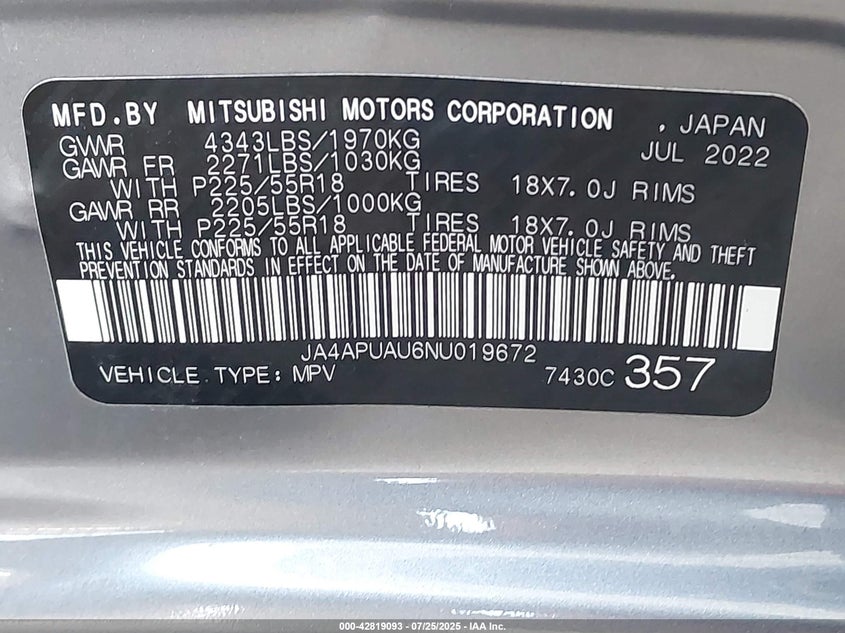 MFD.BY MITSUBISHI MOTORS CORPORATION , JAPAN
GVWR 4343LBS/1970KG JUL 2022
GAWR FR 2271LBS/1030KG
WITH P225/55R18 TIRES 18X7.0J RIMS
GAWR RR 2205LBS/1000KG
WITH P225/55R18 TIRES 18X7.0J RIMS
THIS VEHICLE CONFORMS TO ALL APPLICABLE FEDERAL MOTOR VEHICLE SAFETY AND THEFT
PREVENTION STANDARDS IN EFFECT ON THE DATE OF MANUFACTURE SHOWN ABOVE.
JA4APUAU6NU019672
VEHICLE TYPE: MPV 7430C 357
000-42819093 - 07/25/2025 - IAA Inc.